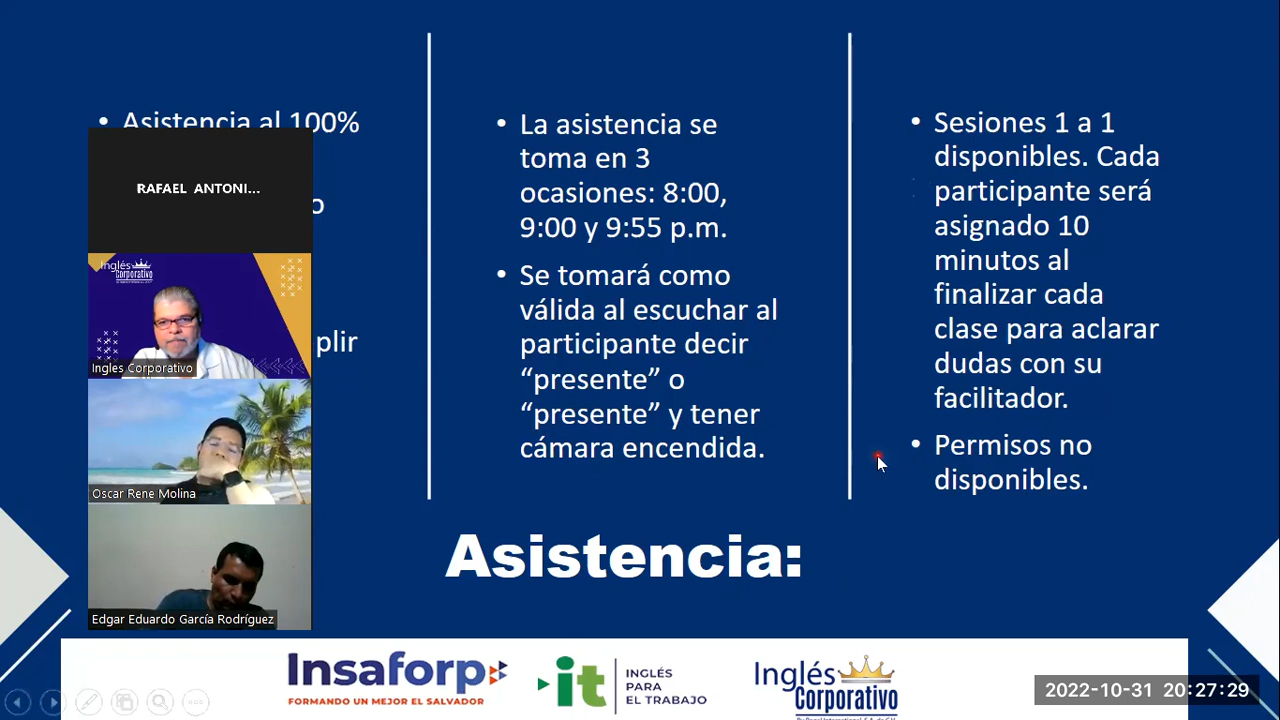 • Asistencia al 100%
o
plir
RAFAEL ANTONI...
Inglés
Corporativo
Ingles Corporativo
Oscar Rene Molina
Edgar Eduardo García Rodríguez
• La asistencia se
toma en 3
ocasiones: 8:00,
9:00 y 9:55 p.m.
• Se tomará como
válida al escuchar al
participante decir
“presente” o
“presente” y tener
cámara encendida.
• Sesiones 1 a 1
disponibles. Cada
participante será
asignado 10
minutos al
finalizar cada
clase para aclarar
dudas con su
facilitador.
• Permisos no
disponibles.
Asistencia:
Insaforp
FORMANDO UN MEJOR EL SALVADOR
it
INGLÉS
PARA
EL TRABAJO
Inglés
Corporativo
2022-10-31 20:27:29